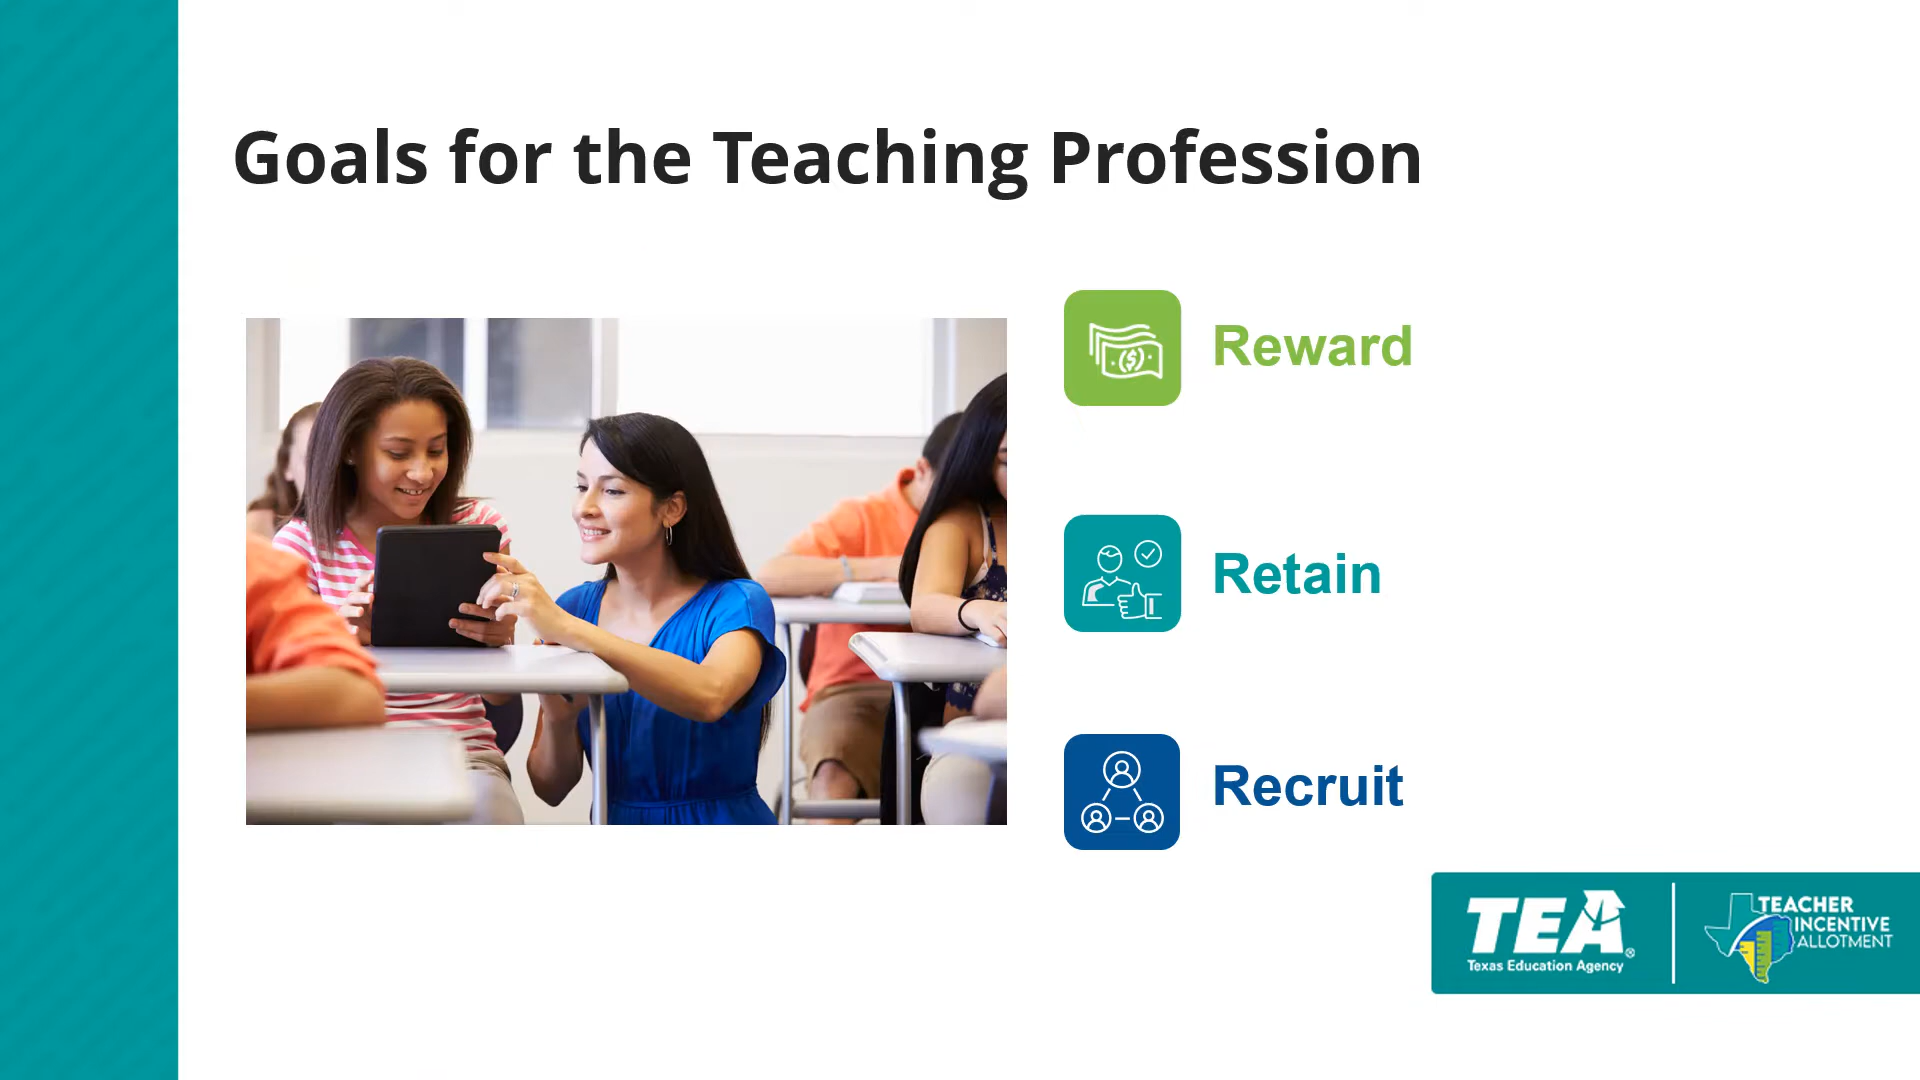 Goals for the Teaching Profession
Reward
Retain
Recruit
TEA®
Texas Education Agency
TEACHER
INCENTIVE
ALLOTMENT